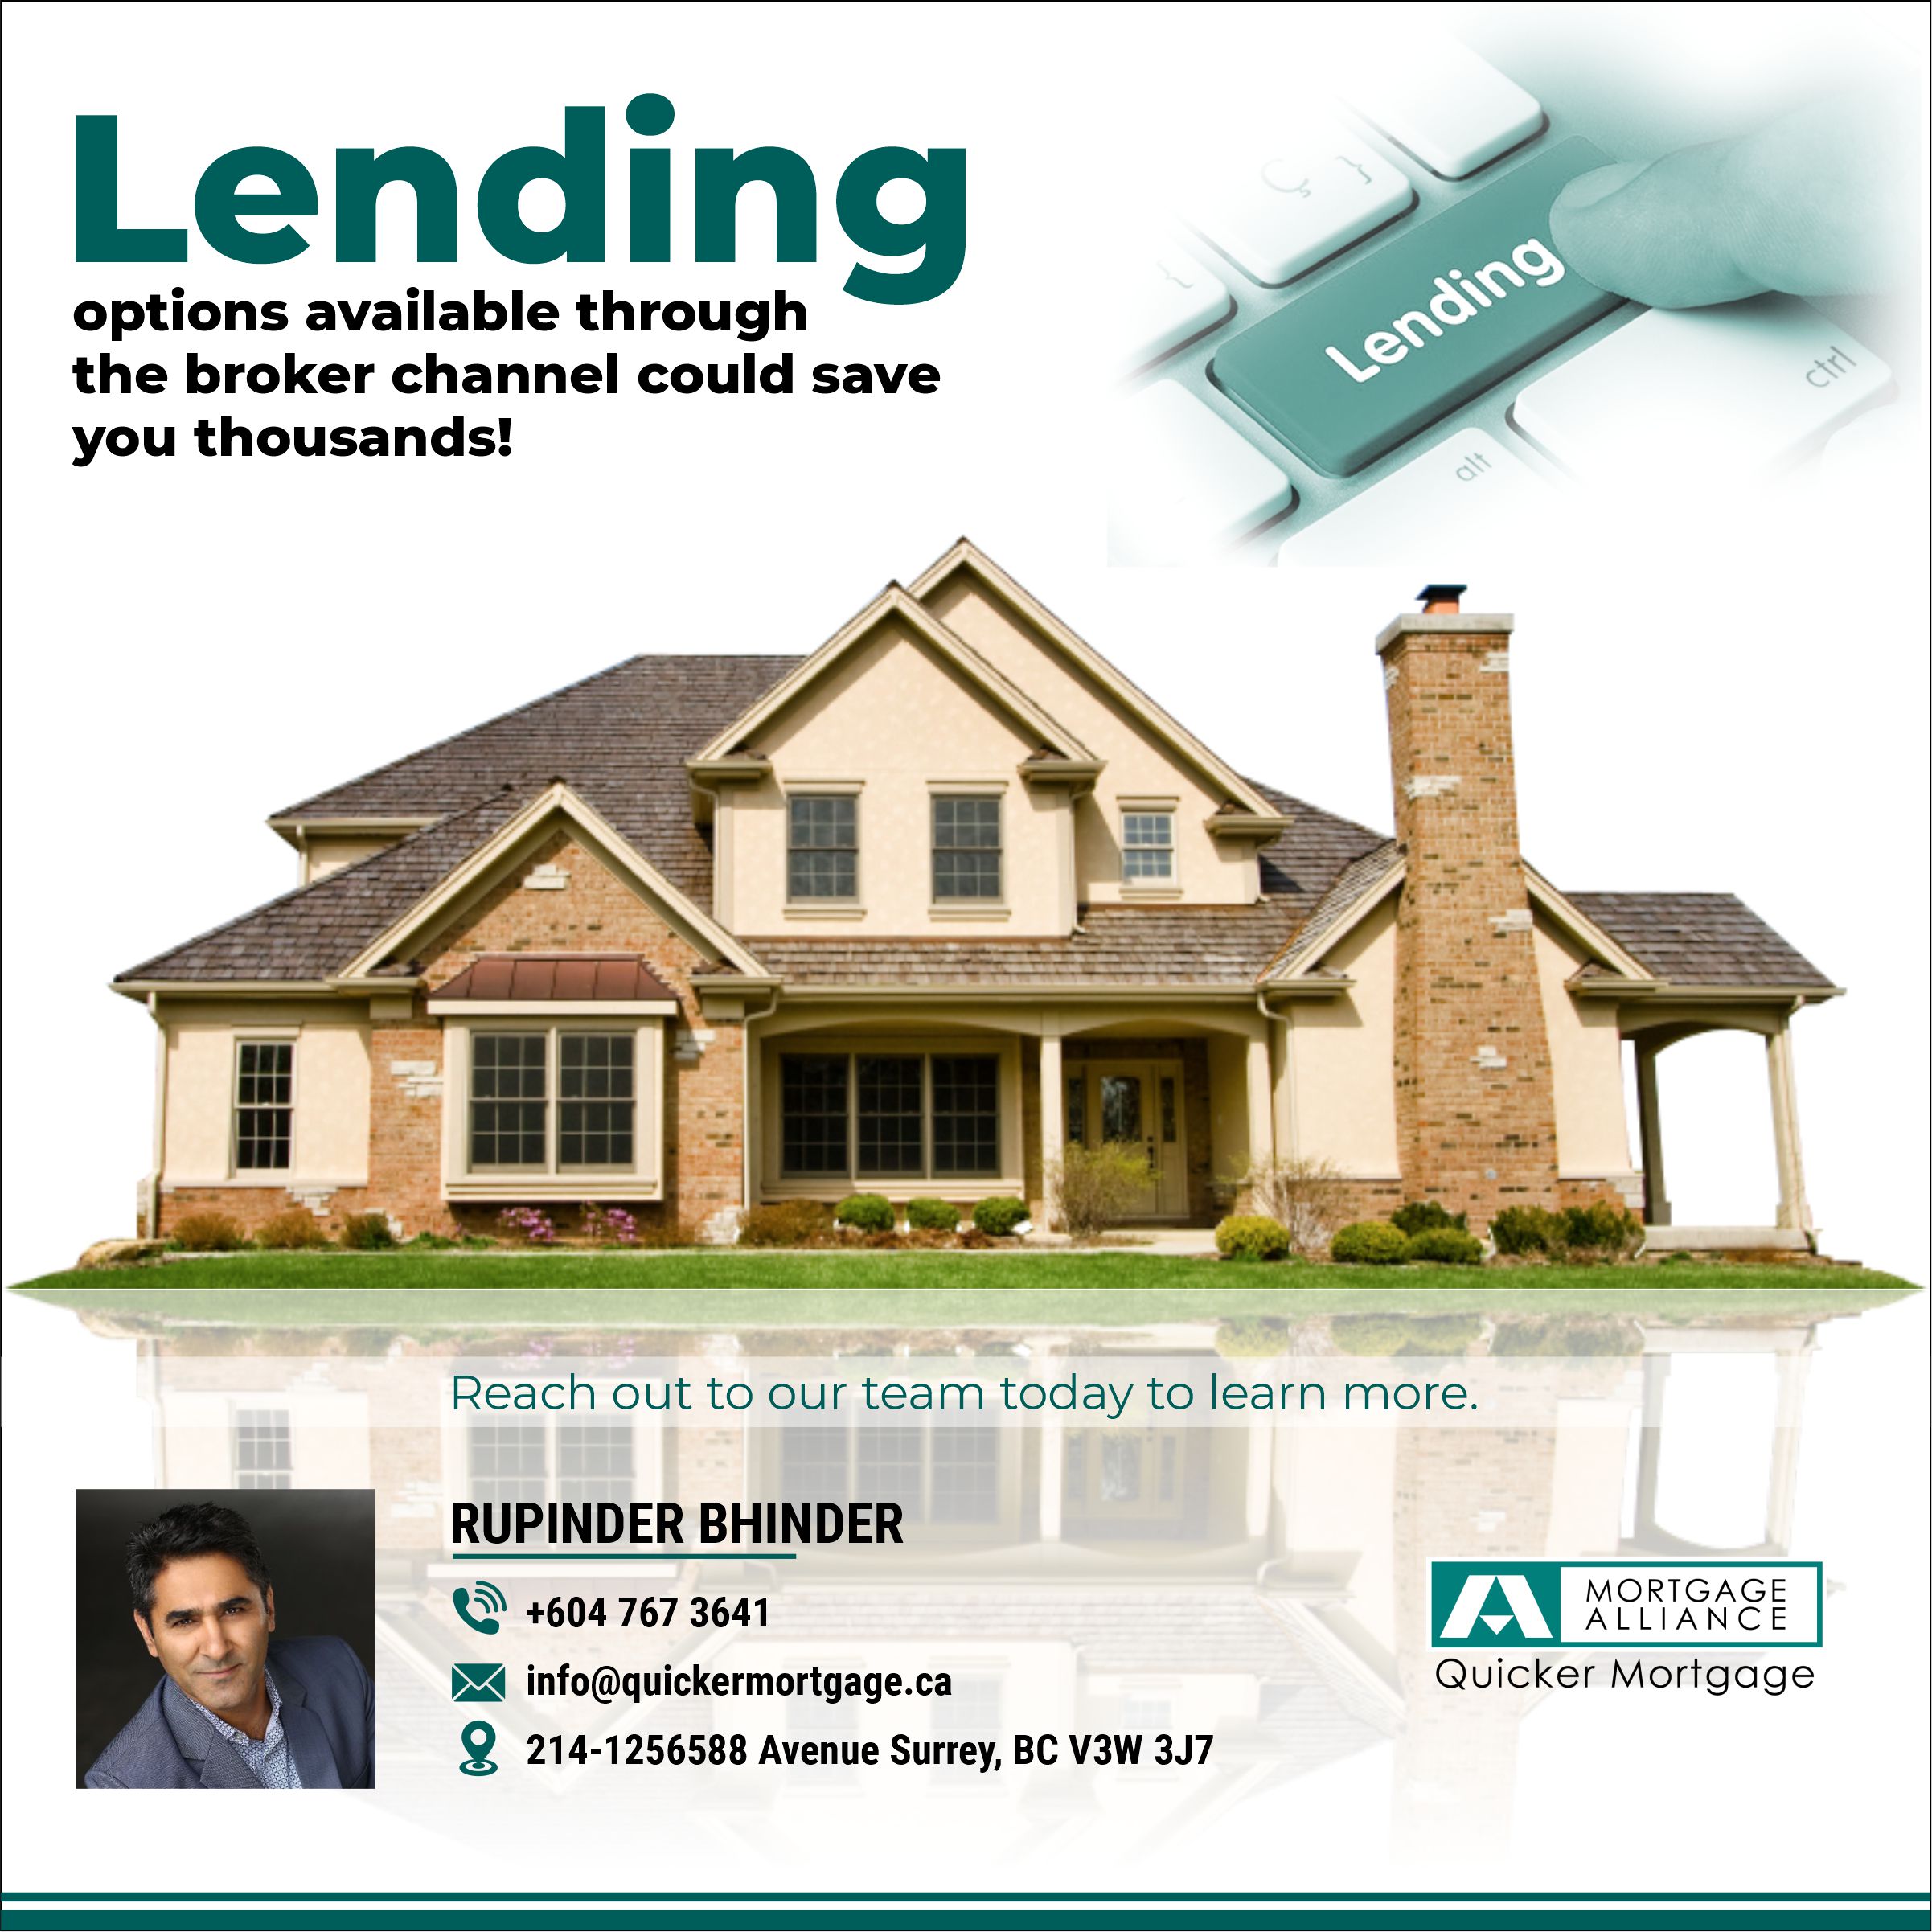 Lending
options available through
the broker channel could save
you thousands!
Ç }
{
Lending
alt
ctrl
Reach out to our team today to learn more.
RUPINDER BHINDER
+604 767 3641
info@quickermortgage.ca
214-1256588 Avenue Surrey, BC V3W 3J7
MORTGAGE
ALLIANCE
Quicker Mortgage